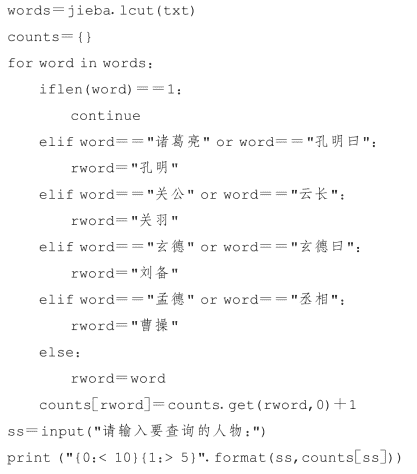 words=jieba.lcut(txt)
counts={}
for word in words:
    iflen(word)==1:
        continue
    elif word=="诸葛亮" or word=="孔明曰":
        rword="孔明"
    elif word=="关公" or word=="云长":
        rword="关羽"
    elif word=="玄德" or word=="玄德曰":
        rword="刘备"
    elif word=="孟德" or word=="丞相":
        rword="曹操"
    else:
        rword=word
    counts[rword]=counts.get(rword,0)+1
ss=input("请输入要查询的人物:")
print ("{0:< 10}{1:> 5}".format(ss,counts[ss]))